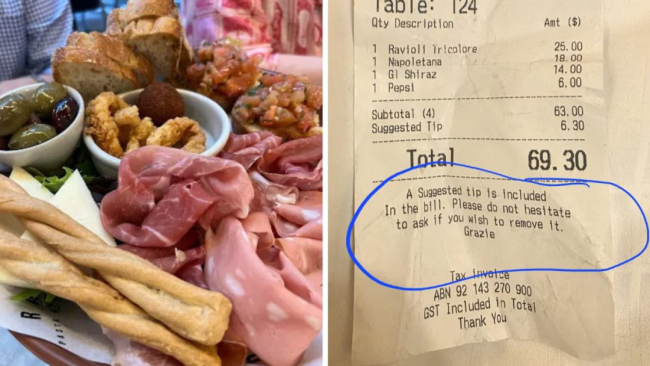 Table: 124
Qty Description Amt ($)
1 Ravioli Tricolore 25.00
1 Napoletana 18.00
1 Gl Shiraz 14.00
1 Pepsi 6.00
Subtotal (4) 63.00
Suggested Tip 6.30
Total 69.30
A Suggested tip is included
In the bill. Please do not hesitate
to ask if you wish to remove it.
Grazie
Tax invoice
ABN 92 143 270 900
GST Included in Total
Thank You